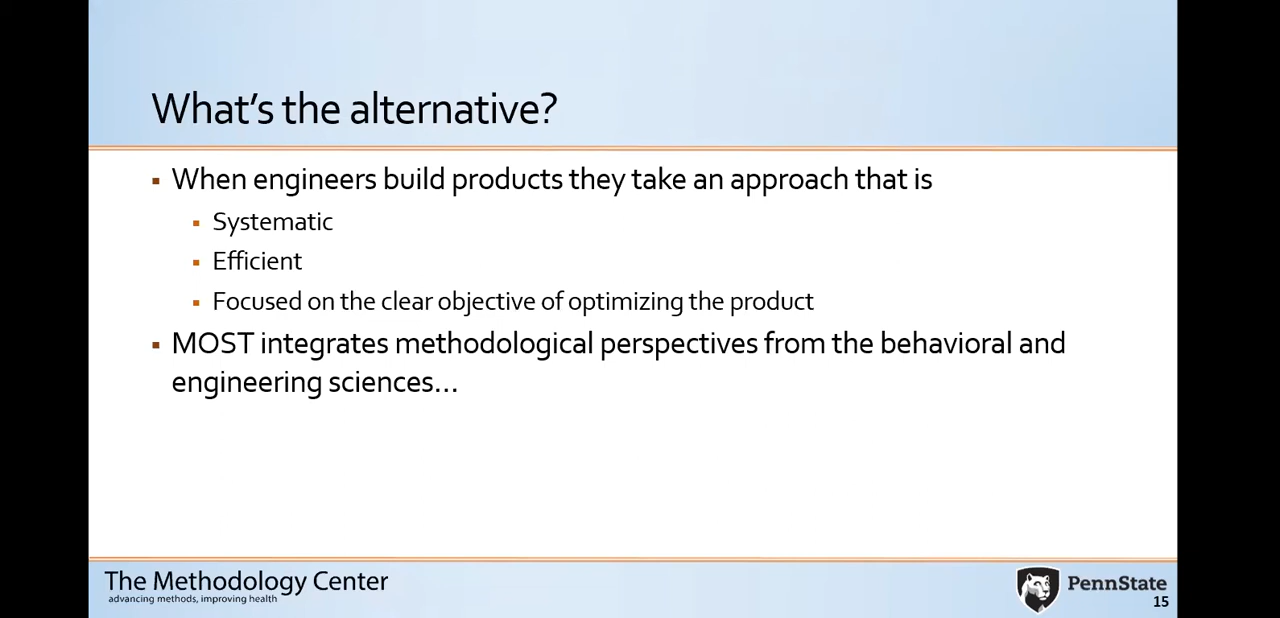 What's the alternative?
▪ When engineers build products they take an approach that is
▪ Systematic
▪ Efficient
▪ Focused on the clear objective of optimizing the product
▪ MOST integrates methodological perspectives from the behavioral and
engineering sciences...
The Methodology Center
advancing methods, improving health
PennState
15